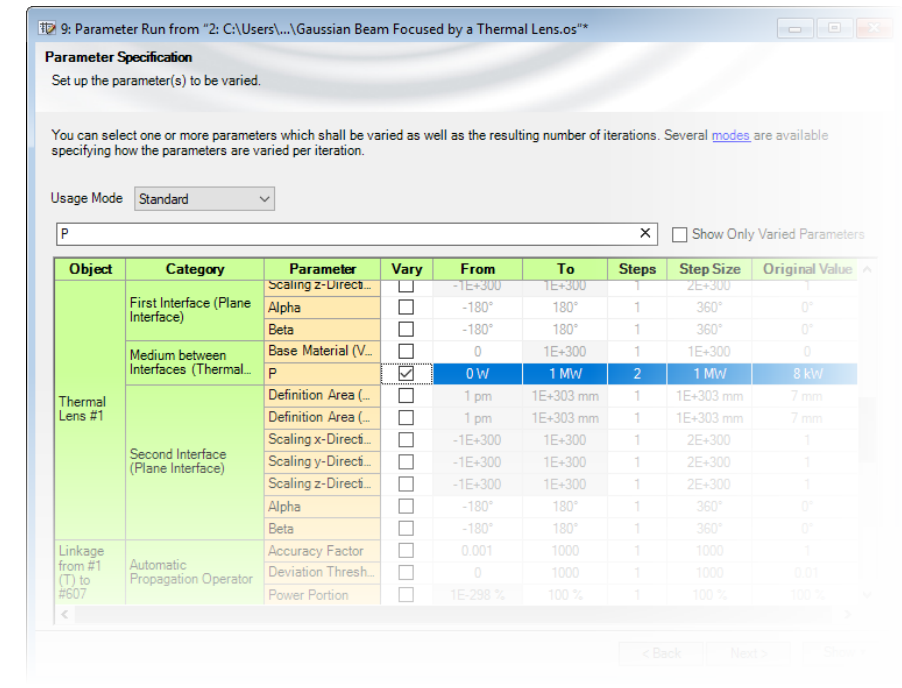 9: Parameter Run from "2: C:\Users\...\Gaussian Beam Focused by a Thermal Lens.os"*
Parameter Specification
Set up the parameter(s) to be varied.
You can select one or more parameters which shall be varied as well as the resulting number of iterations. Several modes are available
specifying how the parameters are varied per iteration.
Usage Mode Standard
P
Show Only Varied Parameters
Object Category Parameter Vary From To Steps Step Size Original Value
Scaling z-Directi... -1E+300 1E+300 1 2E+300 1
First Interface (Plane
Interface)
Alpha -180° 180° 1 360° 0°
Beta -180° 180° 1 360° 0°
Medium between
Interfaces (Thermal...
Base Material (V... 0 1E+300 1 1E+300 0
P 0 W 1 MW 2 1 MW 8 kW
Thermal
Lens #1
Definition Area (... 1 pm 1E+303 mm 1 1E+303 mm 7 mm
Definition Area (... 1 pm 1E+303 mm 1 1E+303 mm 7 mm
Second Interface
(Plane Interface)
Scaling x-Directi... -1E+300 1E+300 1 2E+300 1
Scaling y-Directi... -1E+300 1E+300 1 2E+300 1
Scaling z-Directi... -1E+300 1E+300 1 2E+300 1
Alpha -180° 180° 1 360° 0°
Beta -180° 180° 1 360° 0°
Linkage
from #1
(T) to
#607
Automatic
Propagation Operator
Accuracy Factor 0.001 1000 1 1000 1
Deviation Thresh... 0 1000 1 1000 0.01
Power Portion 1E-298 % 100 % 1 100 % 100 %
< Back Next > Show